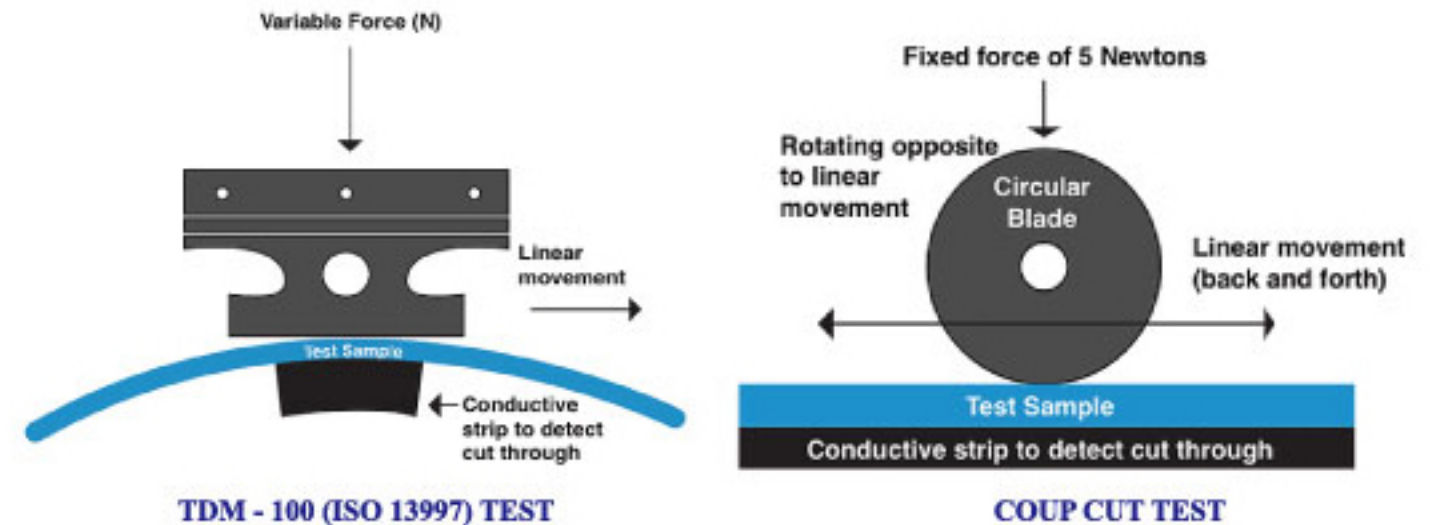 Variable Force (N)
Linear
movement
Test Sample
Conductive
strip to detect
cut through
TDM - 100 (ISO 13997) TEST
Fixed force of 5 Newtons
Rotating opposite
to linear
movement
Circular
Blade
Linear movement
(back and forth)
Test Sample
Conductive strip to detect cut through
COUP CUT TEST